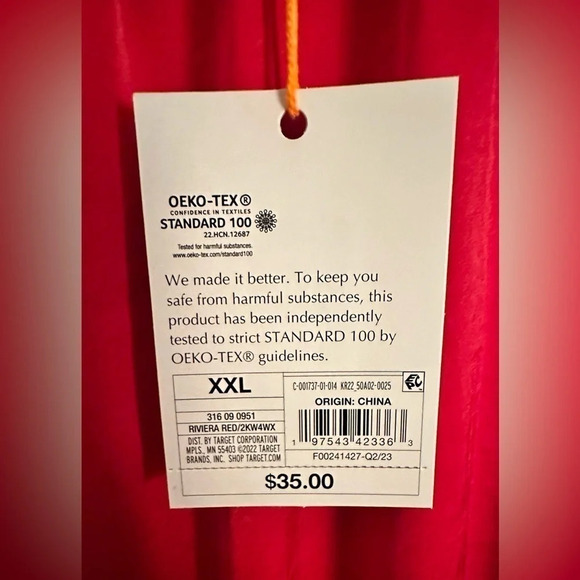 OEKO-TEX®
CONFIDENCE IN TEXTILES
STANDARD 100
22.HCN.12687
Tested for harmful substances.
www.oeko-tex.com/standard100
We made it better. To keep you
safe from harmful substances, this
product has been independently
tested to strict STANDARD 100 by
OEKO-TEX® guidelines.
XXL
316 09 0951
RIVIERA RED/2KW4WX
DIST. BY TARGET CORPORATION
MPLS., MN 55403 ©2022 TARGET
BRANDS, INC. SHOP TARGET.COM
C-001737-01-014 KR22_50A02-0025
ORIGIN: CHINA
1 97543 42336 3
F00241427-Q2/23
$35.00